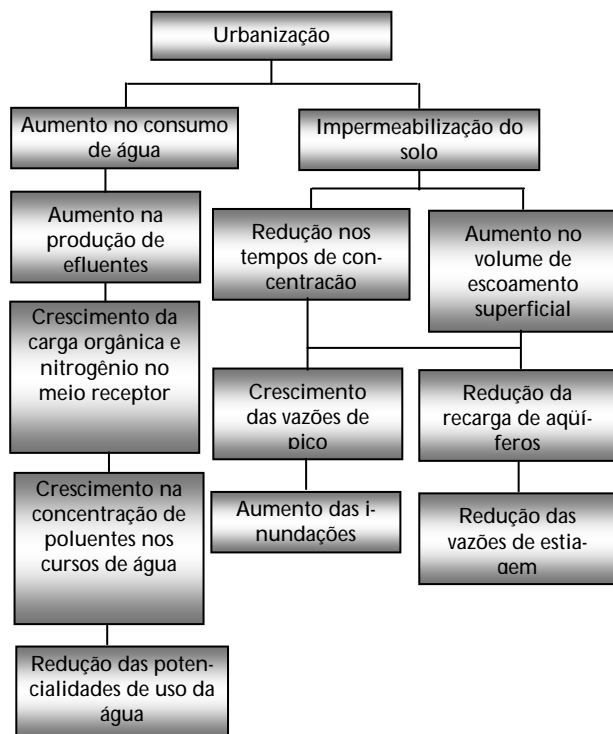 Urbanização
Aumento no consumo
de água
Impermeabilização do
solo
Aumento na
produção de
efluentes
Redução nos
tempos de con-
centração
Aumento no
volume de
escoamento
superficial
Crescimento da
carga orgânica e
nitrogênio no
meio receptor
Crescimento
das vazões de
pico
Redução da
recarga de aqüí-
feros
Crescimento na
concentração de
poluentes nos
cursos de água
Aumento das i-
nundações
Redução das
vazões de estia-
gem
Redução das poten-
cialidades de uso da
água